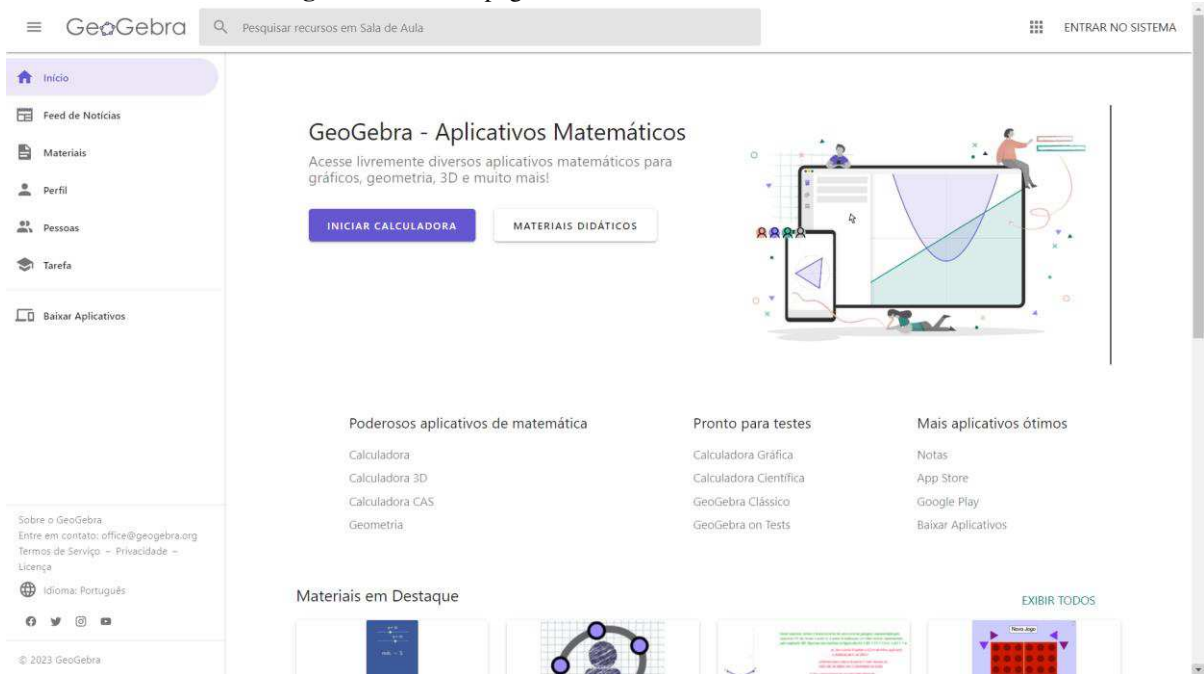 GeoGebra
Pesquisar recursos em Sala de Aula
ENTRAR NO SISTEMA
Início
Feed de Notícias
Materiais
Perfil
Pessoas
Tarefa
Baixar Aplicativos
GeoGebra - Aplicativos Matemáticos
Acesse livremente diversos aplicativos matemáticos para
gráficos, geometria, 3D e muito mais!
INICIAR CALCULADORA
MATERIAIS DIDÁTICOS
Poderosos aplicativos de matemática
Calculadora
Calculadora 3D
Calculadora CAS
Geometria
Pronto para testes
Calculadora Gráfica
Calculadora Científica
GeoGebra Clássico
GeoGebra on Tests
Mais aplicativos ótimos
Notas
App Store
Google Play
Baixar Aplicativos
Sobre o GeoGebra
Entre em contato: office@geogebra.org
Termos de Serviço – Privacidade –
Licença
Idioma: Português
© 2023 GeoGebra
Materiais em Destaque
EXIBIR TODOS
Novo Jogo